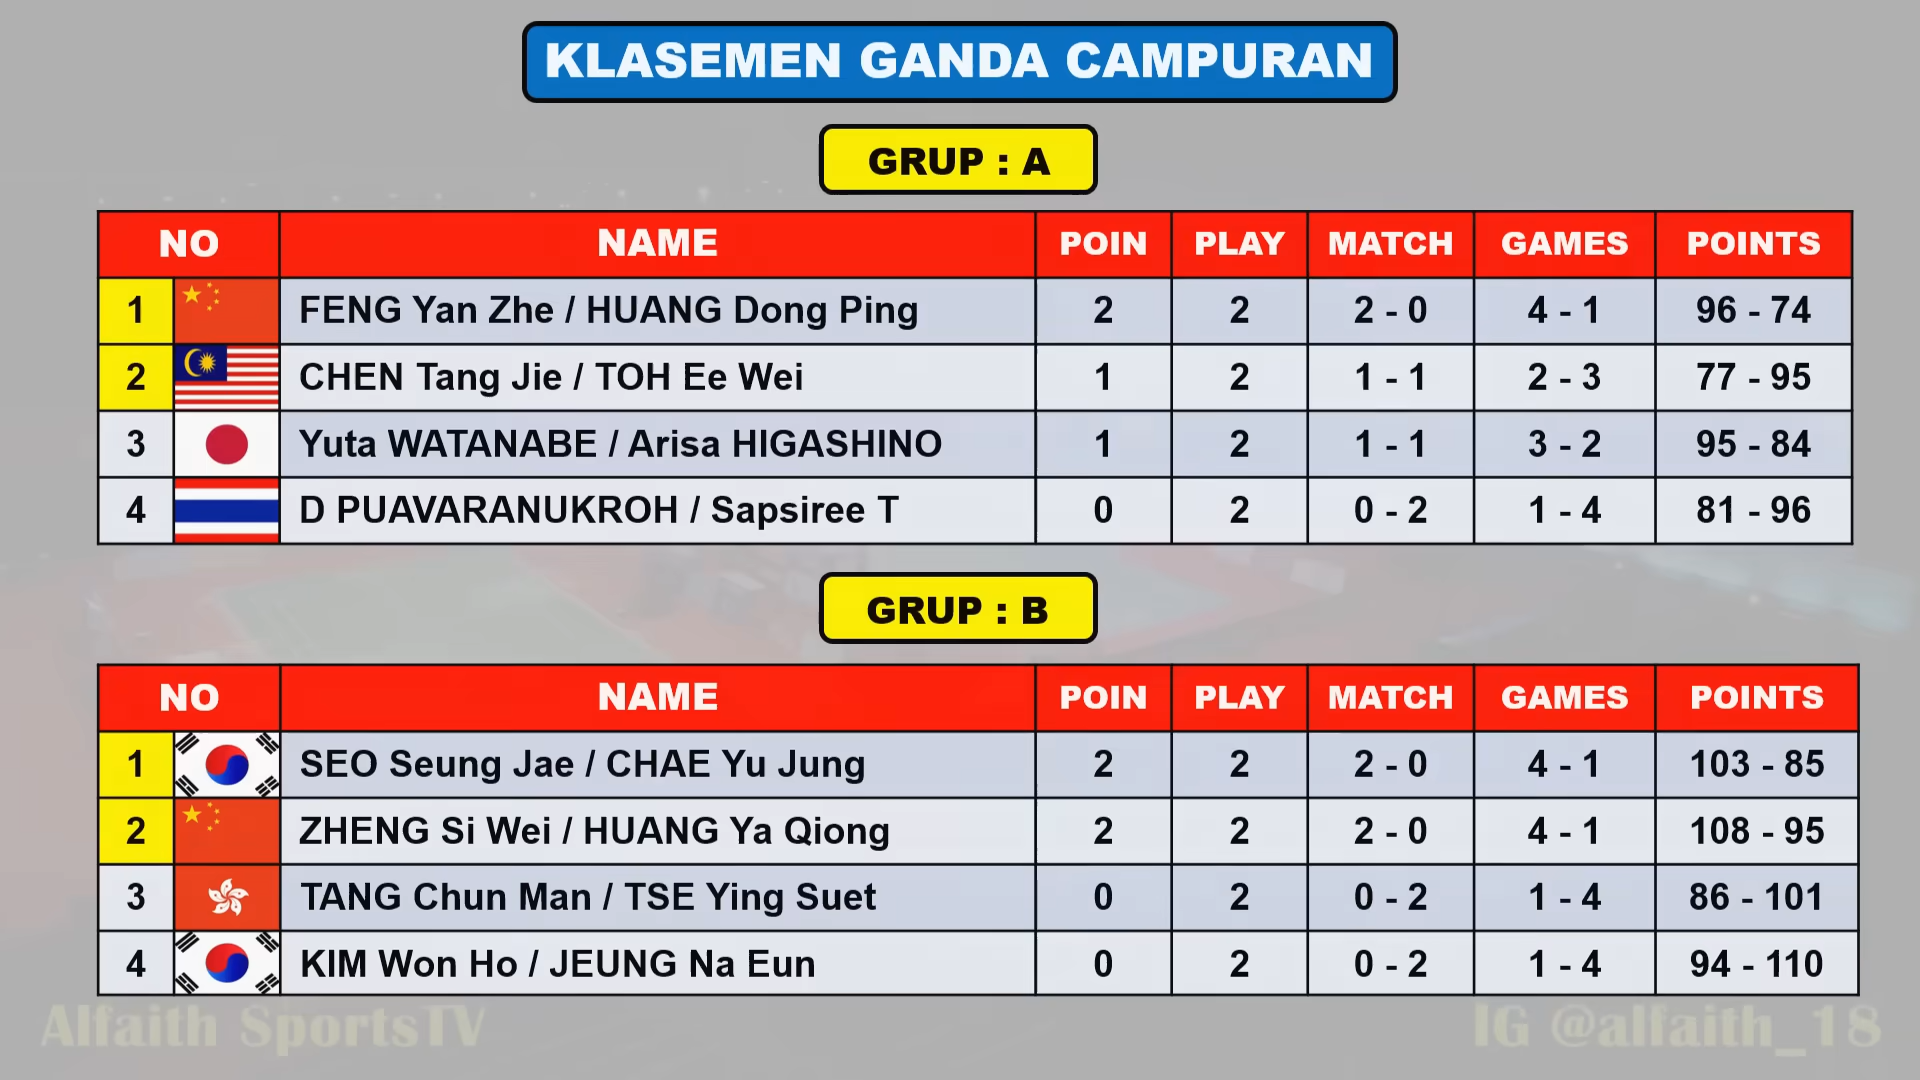 KLASEMEN GANDA CAMPURAN
GRUP : A
NO NAME POIN PLAY MATCH GAMES POINTS
1 FENG Yan Zhe / HUANG Dong Ping 2 2 2 - 0 4 - 1 96 - 74
2 CHEN Tang Jie / TOH Ee Wei 1 2 1 - 1 2 - 3 77 - 95
3 Yuta WATANABE / Arisa HIGASHINO 1 2 1 - 1 3 - 2 95 - 84
4 D PUAVARANUKROH / Sapsiree T 0 2 0 - 2 1 - 4 81 - 96
GRUP : B
NO NAME POIN PLAY MATCH GAMES POINTS
1 SEO Seung Jae / CHAE Yu Jung 2 2 2 - 0 4 - 1 103 - 85
2 ZHENG Si Wei / HUANG Ya Qiong 2 2 2 - 0 4 - 1 108 - 95
3 TANG Chun Man / TSE Ying Suet 0 2 0 - 2 1 - 4 86 - 101
4 KIM Won Ho / JEUNG Na Eun 0 2 0 - 2 1 - 4 94 - 110
Alfaith SportsTV IG @alfaith_18